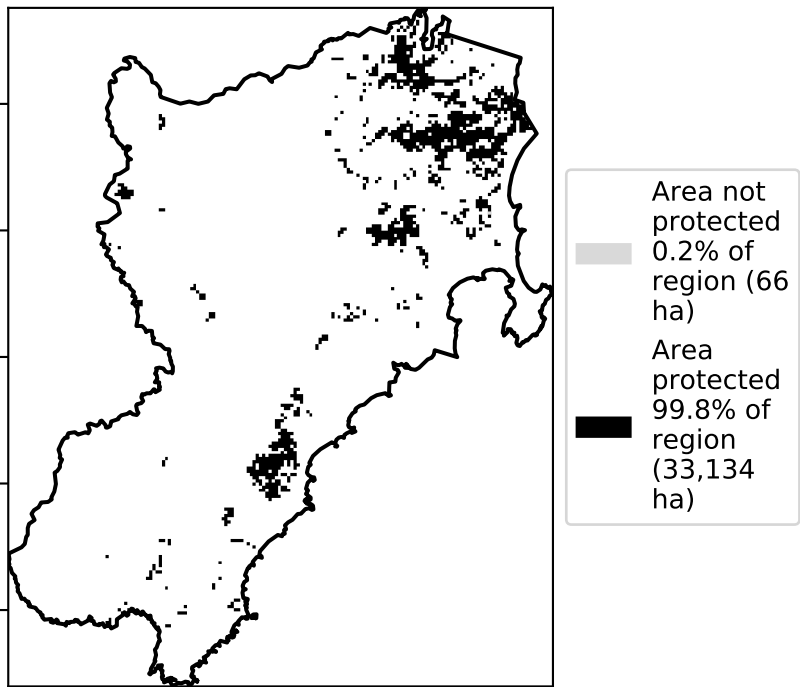 Area not
protected
0.2% of
region (66
ha)
Area
protected
99.8% of
region
(33,134
ha)